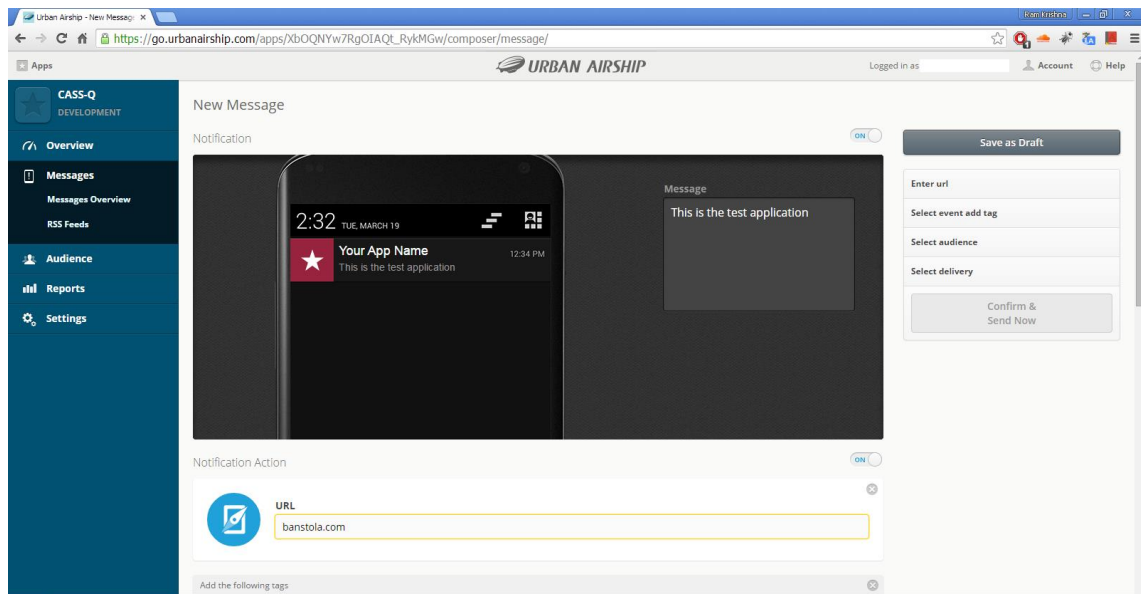 Urban Airship - New Messag
Ram Krishna
https://go.urbanairship.com/apps/XbOQNYw7RgOIAQt_RykMGw/composer/message/
Apps
URBAN AIRSHIP
Logged in as
Account
Help
CASS-Q
DEVELOPMENT
Overview
Messages
Messages Overview
RSS Feeds
Audience
Reports
Settings
New Message
Notification
ON
2:32 TUE, MARCH 19
Your App Name
12:34 PM
This is the test application
Message
This is the test application
Save as Draft
Enter url
Select event add tag
Select audience
Select delivery
Confirm &
Send Now
Notification Action
ON
URL
banstola.com
Add the following tags